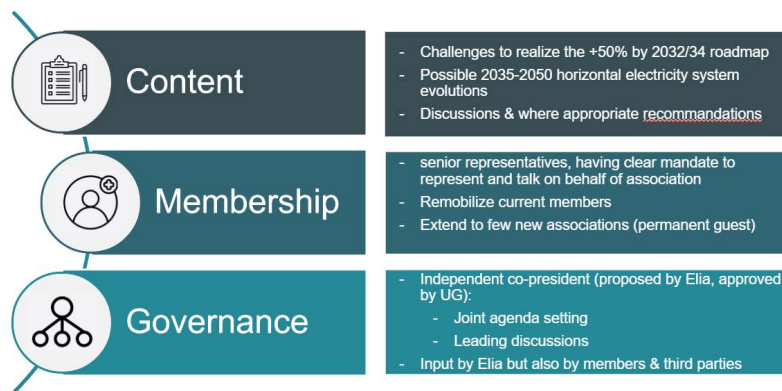 Content
- Challenges to realize the +50% by 2032/34 roadmap
- Possible 2035-2050 horizontal electricity system
evolutions
- Discussions & where appropriate recommandations
Membership
- senior representatives, having clear mandate to
represent and talk on behalf of association
- Remobilize current members
- Extend to few new associations (permanent guest)
Governance
- Independent co-president (proposed by Elia, approved
by UG):
- Joint agenda setting
- Leading discussions
- Input by Elia but also by members & third parties